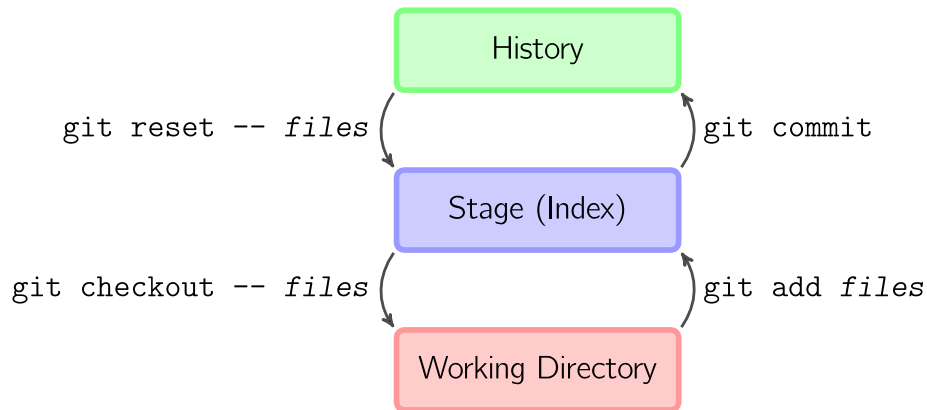 History
git reset -- files
git commit
Stage (Index)
git checkout -- files
git add files
Working Directory